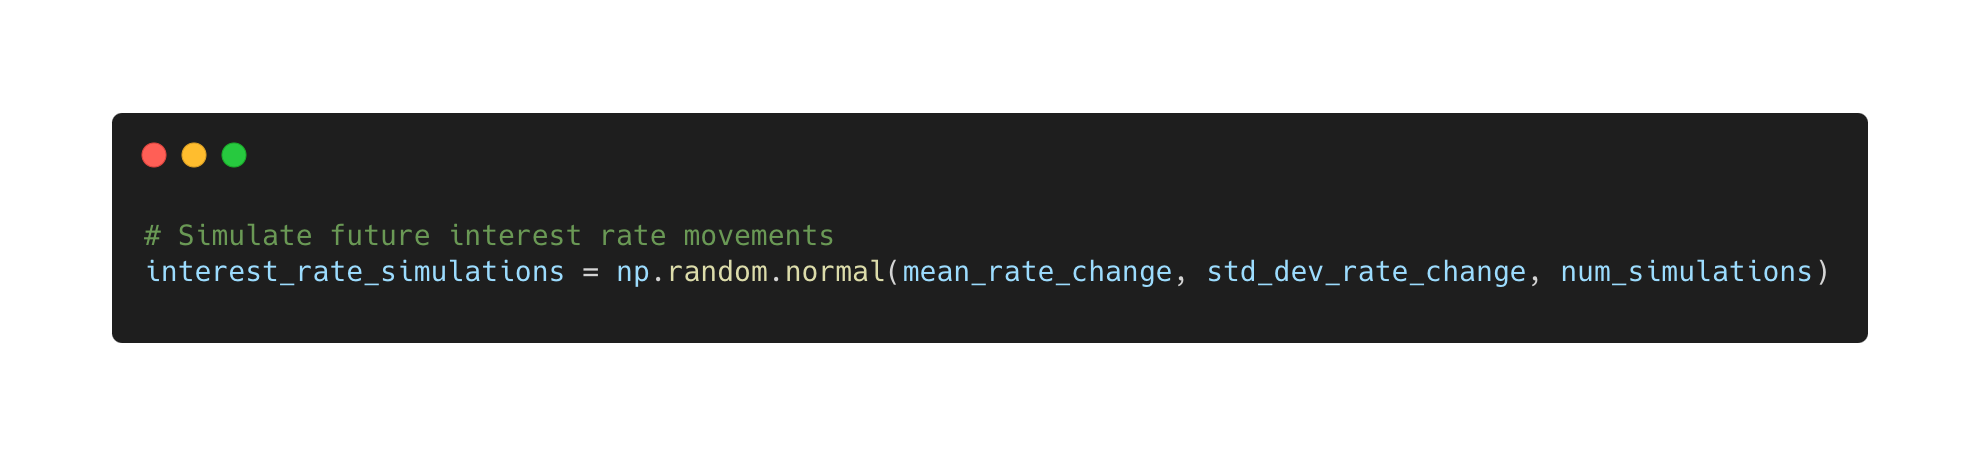 # Simulate future interest rate movements
interest_rate_simulations = np.random.normal(mean_rate_change, std_dev_rate_change, num_simulations)